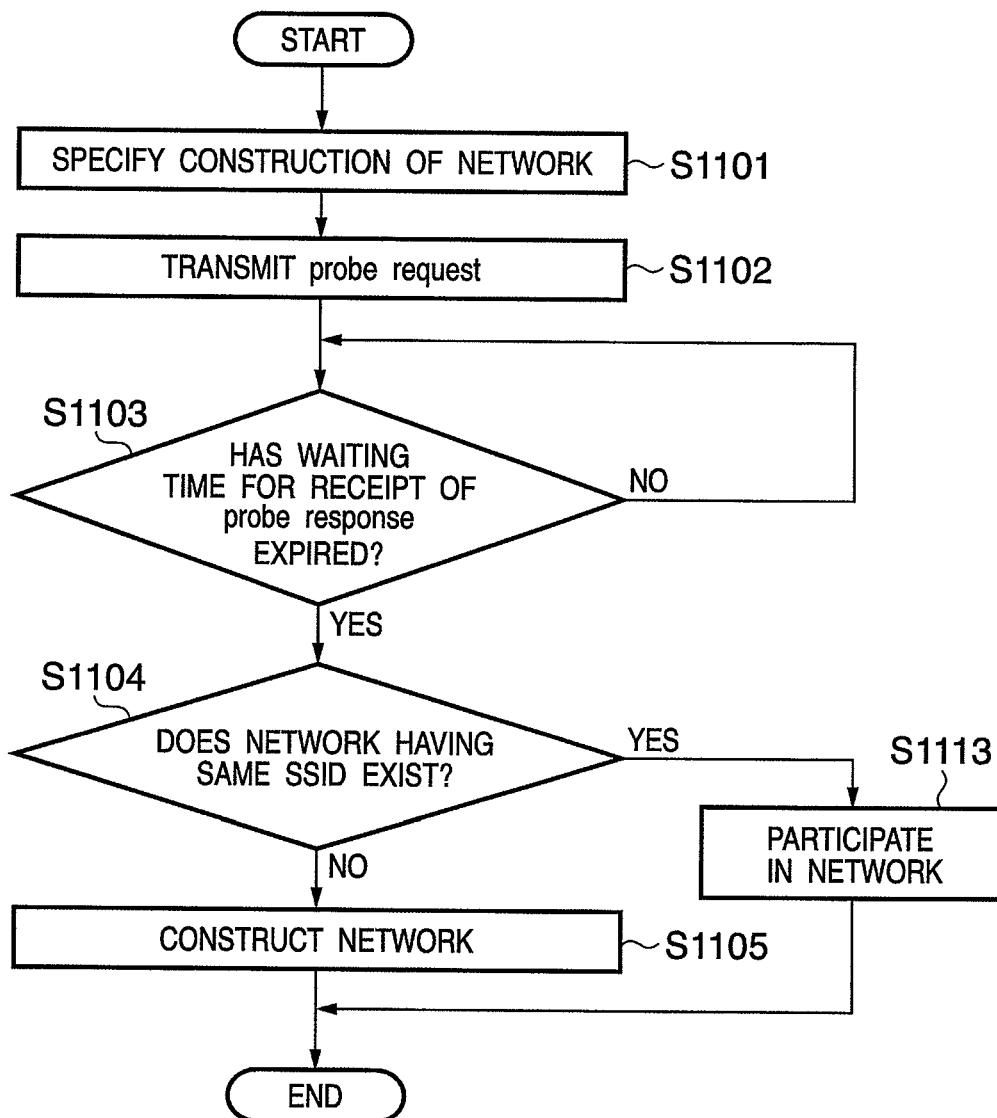 START
SPECIFY CONSTRUCTION OF NETWORK
S1101
TRANSMIT probe request
S1102
S1103
HAS WAITING
TIME FOR RECEIPT OF
probe response
EXPIRED?
NO
YES
S1104
DOES NETWORK HAVING
SAME SSID EXIST?
YES
S1113
PARTICIPATE
IN NETWORK
NO
CONSTRUCT NETWORK
S1105
END